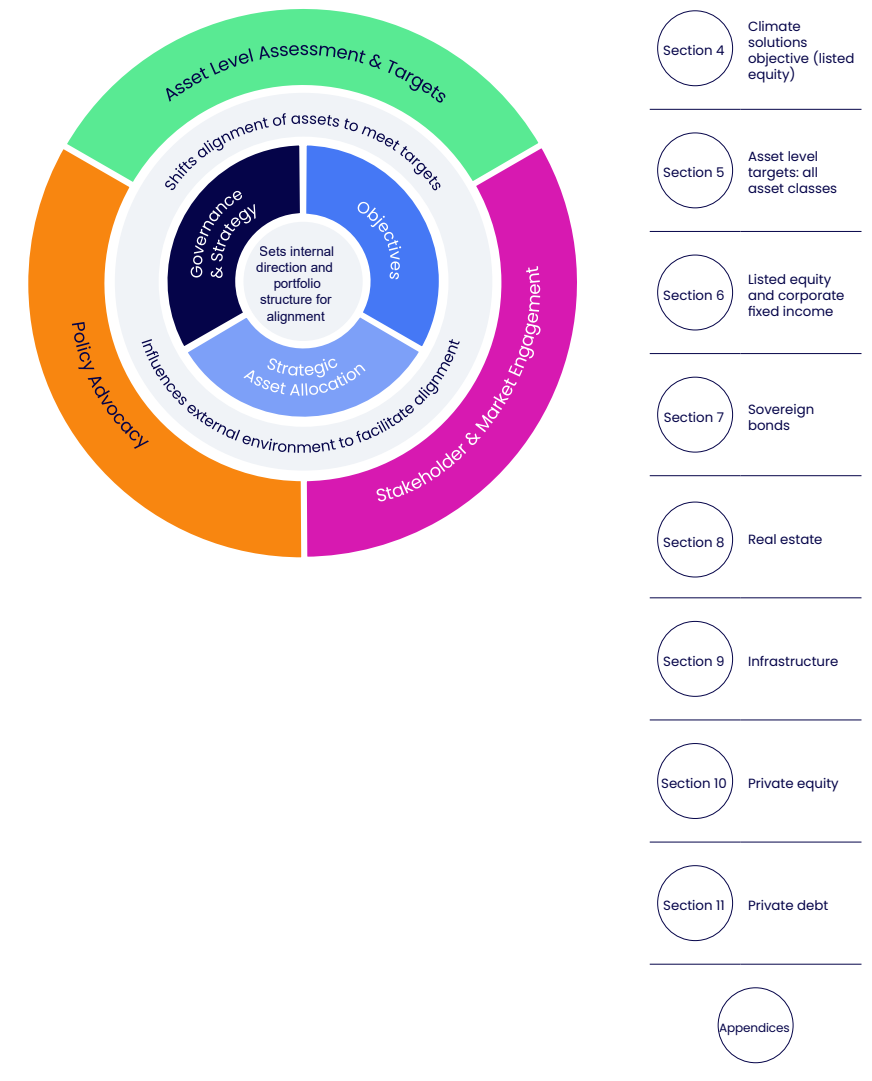 Asset Level Assessment & Targets
Shifts alignment of assets to meet targets
Governance
& Strategy
Objectives
Sets internal
direction and
portfolio
structure for
alignment
Strategic
Asset Allocation
Influences external environment to facilitate alignment
Policy Advocacy
Stakeholder & Market Engagement
Section 4
Climate
solutions
objective (listed
equity)
Section 5
Asset level
targets: all
asset classes
Section 6
Listed equity
and corporate
fixed income
Section 7
Sovereign
bonds
Section 8
Real estate
Section 9
Infrastructure
Section 10
Private equity
Section 11
Private debt
Appendices